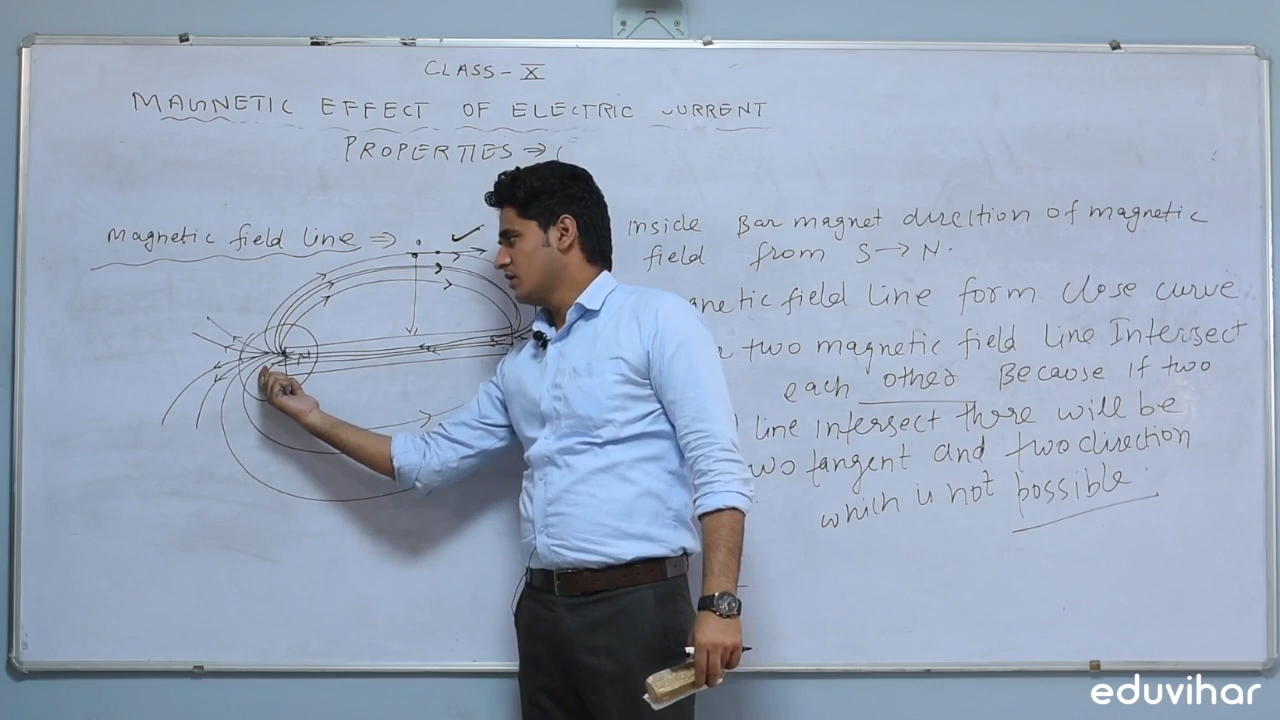 CLASS - X
MAGNETIC EFFECT OF ELECTRIC CURRENT
PROPERTIES ⇒
Magnetic field line ⇒
Inside Bar magnet direction of magnetic
field from S → N.
netic field line form close curve
two magnetic field line Intersect
each other Because if two
line intersect there will be
tangent and two direction
which is not possible
N
eduvihar